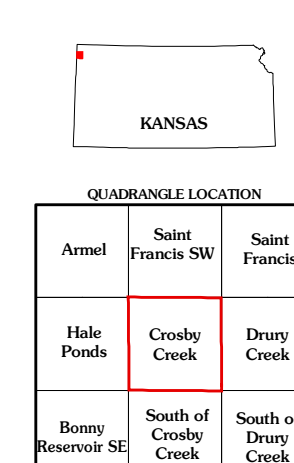 KANSAS
QUADRANGLE LOCATION
Armel
Saint
Francis SW
Saint
Francis
Hale
Ponds
Crosby
Creek
Drury
Creek
Bonny
Reservoir SE
South of
Crosby
Creek
South of
Drury
Creek